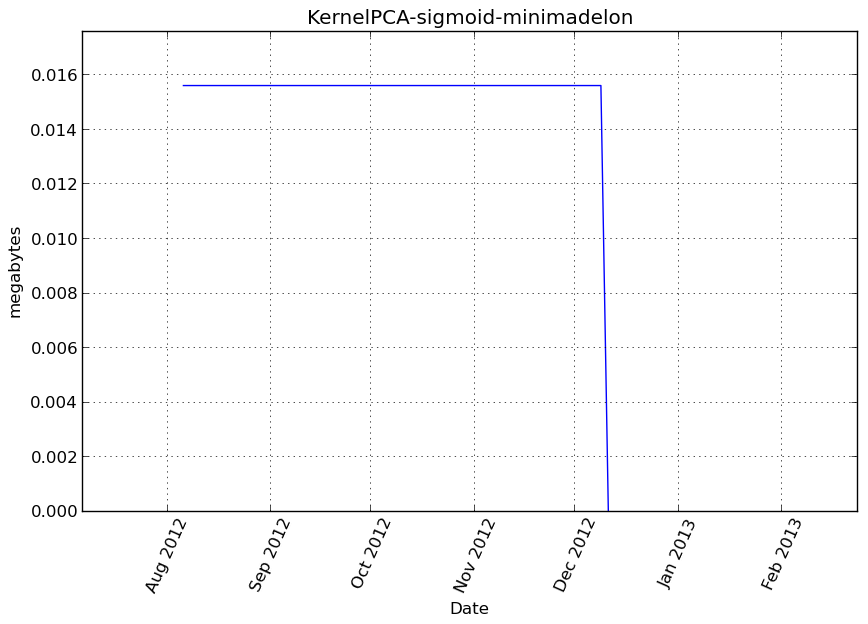 KernelPCA-sigmoid-minimadelon
0.016
0.014
0.012
0.010
0.008
0.006
0.004
0.002
0.000
megabytes
Aug 2012
Sep 2012
Oct 2012
Nov 2012
Dec 2012
Jan 2013
Feb 2013
Date